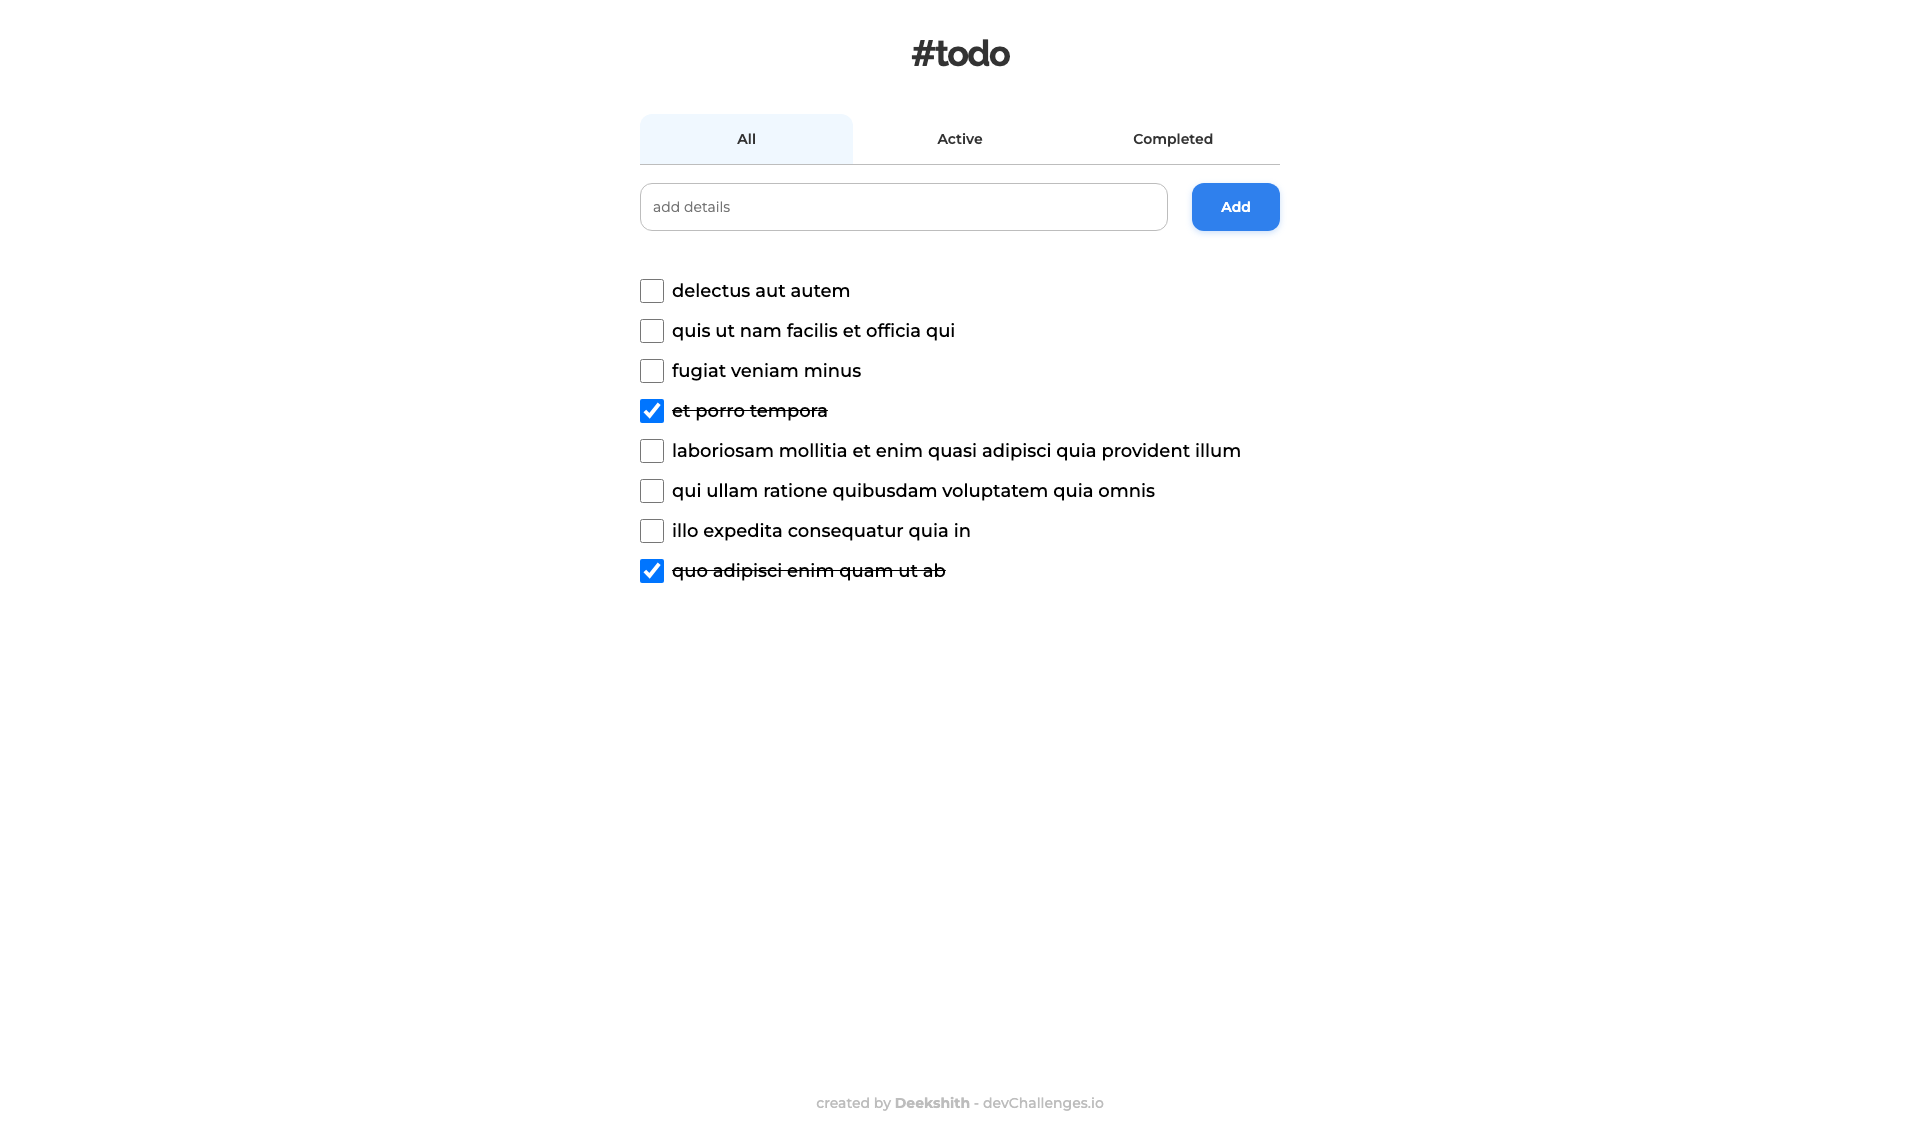 #todo
All Active Completed
add details Add
delectus aut autem
quis ut nam facilis et officia qui
fugiat veniam minus
et porro tempora
laboriosam mollitia et enim quasi adipisci quia provident illum
qui ullam ratione quibusdam voluptatem quia omnis
illo expedita consequatur quia in
quo adipisci enim quam ut ab
created by Deekshith - devChallenges.io